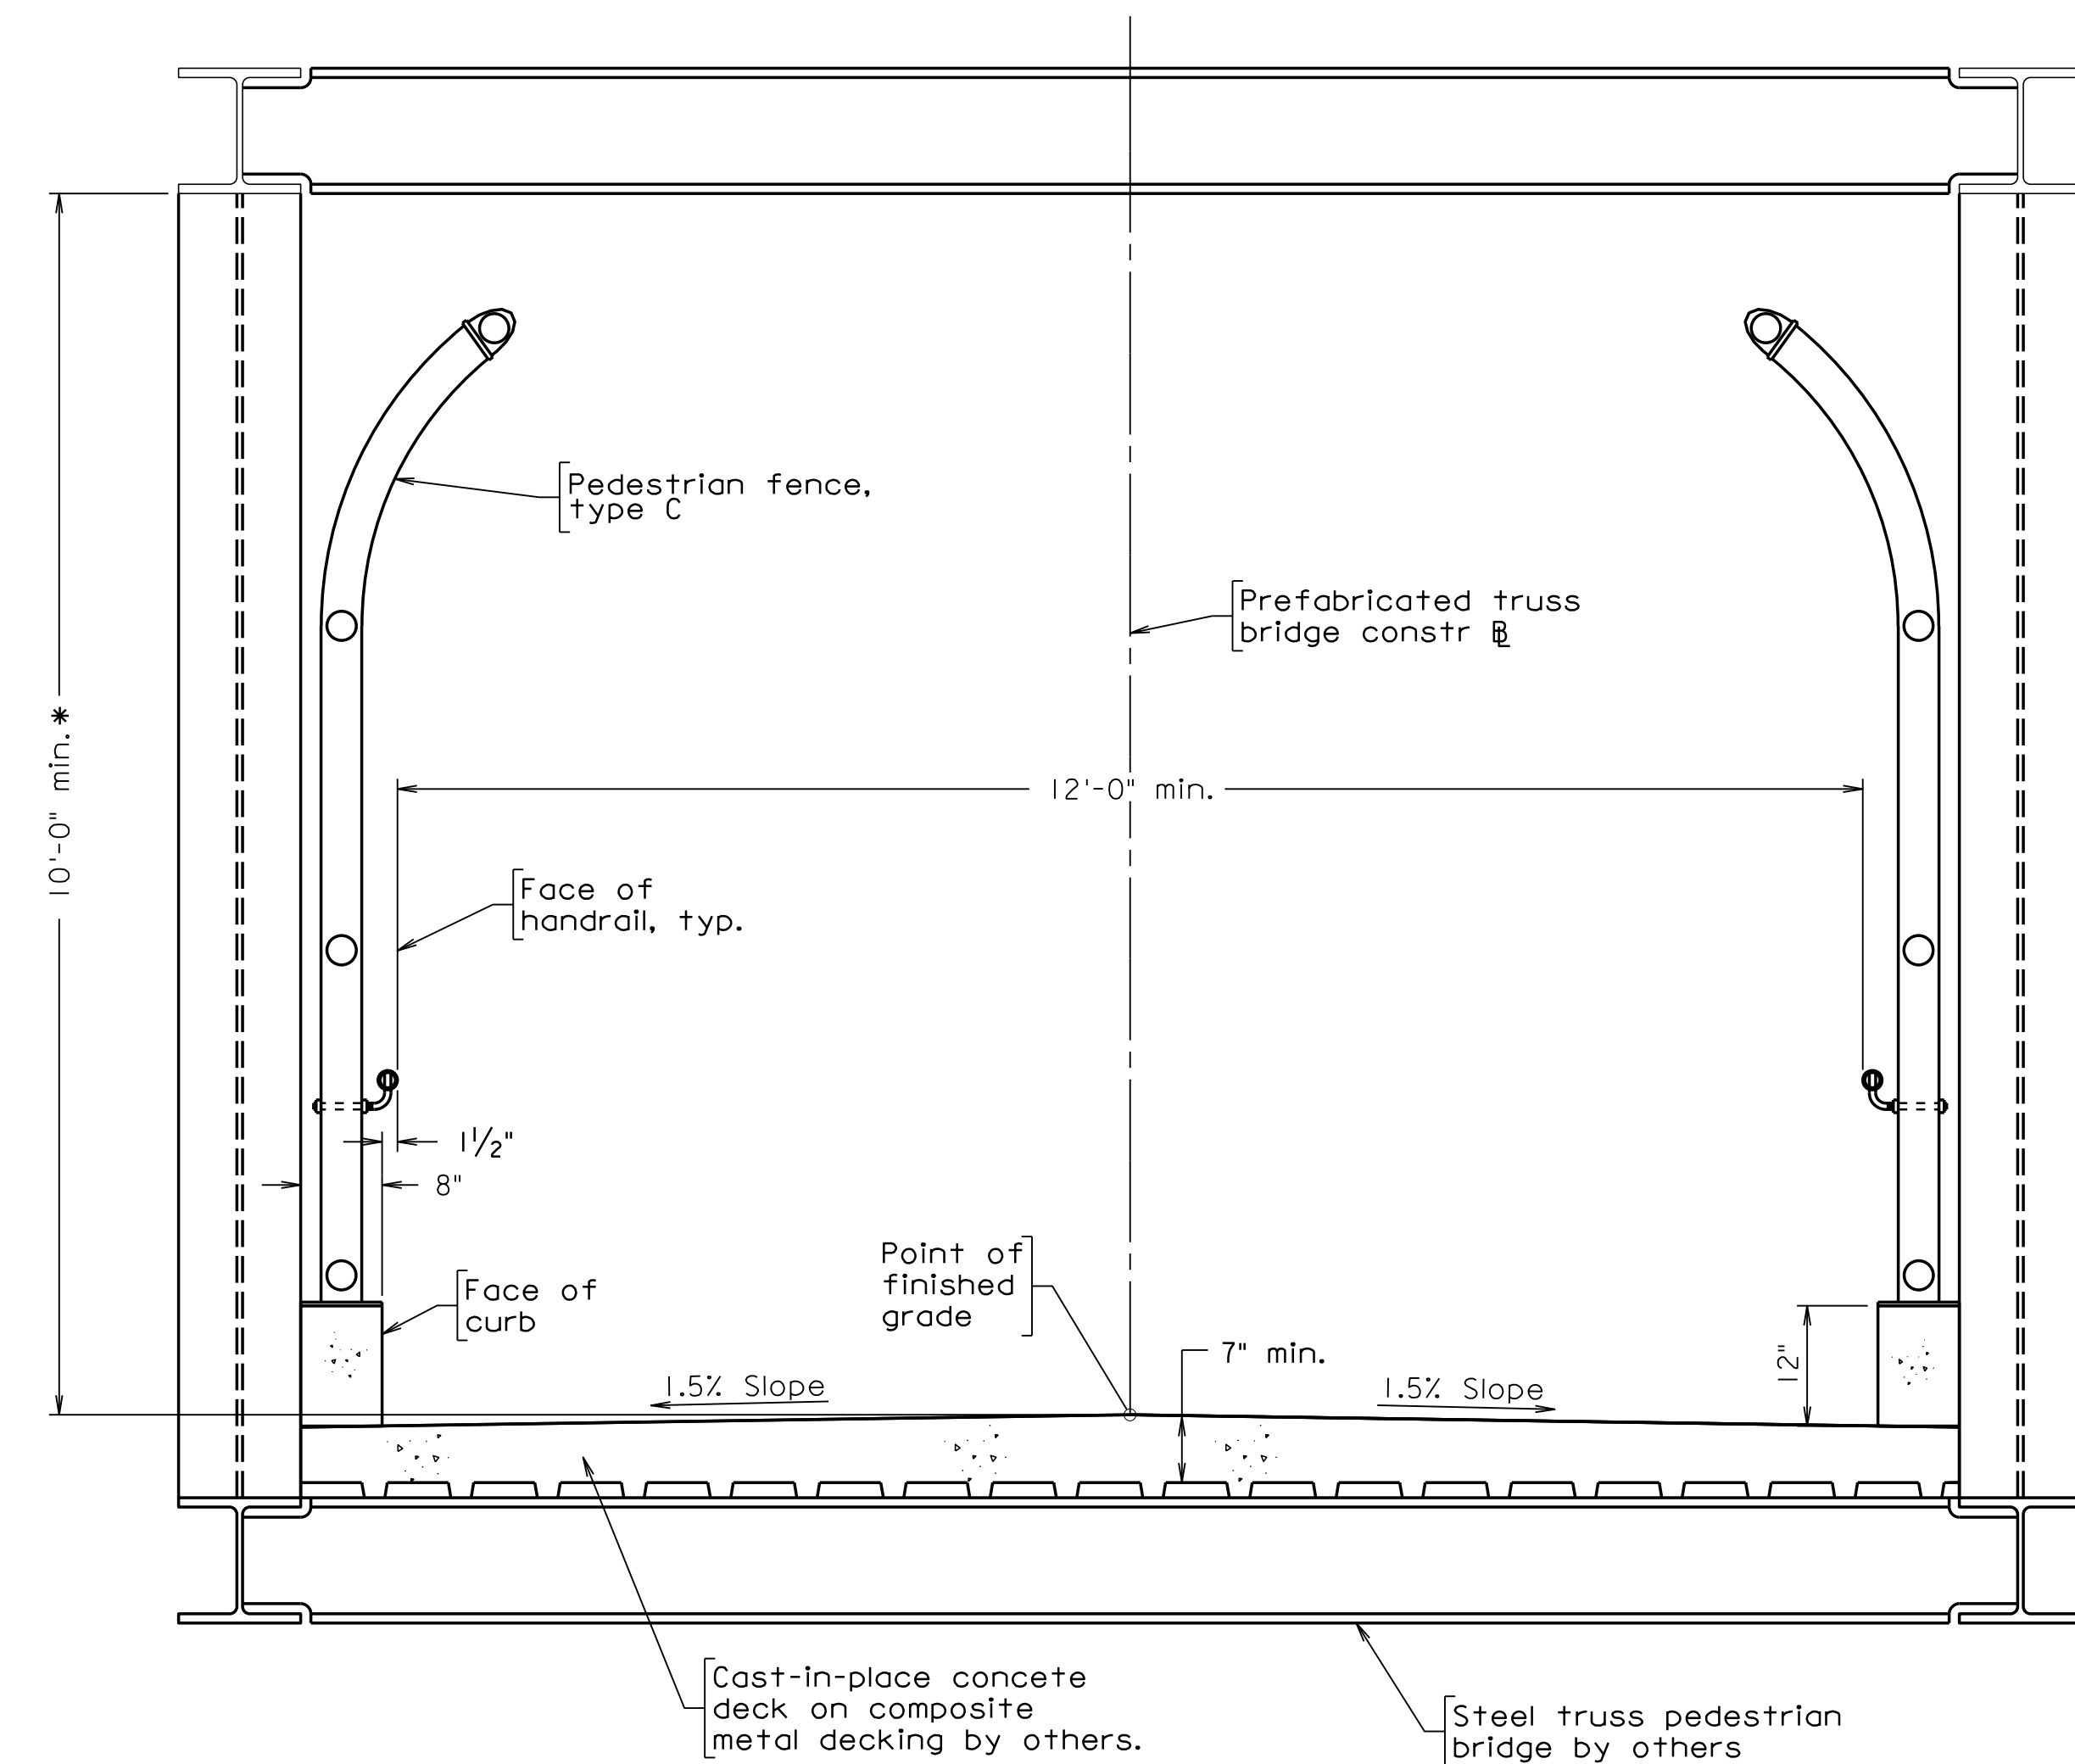 Pedestrian fence,
type C
Prefabricated truss
bridge constr ℄
10'-0" min.*
12'-0" min.
Face of
handrail, typ.
1 1/2"
8"
Point of
finished
grade
Face of
curb
7" min.
12"
1.5% Slope
1.5% Slope
Cast-in-place concete
deck on composite
metal decking by others.
Steel truss pedestrian
bridge by others